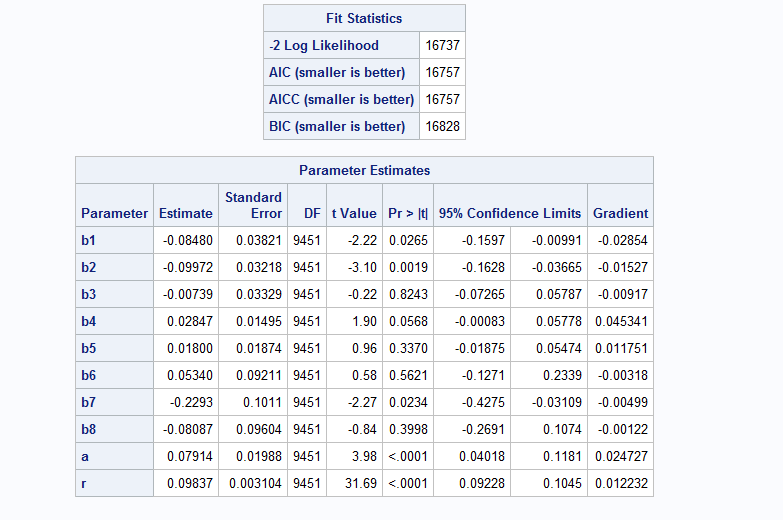 Fit Statistics
-2 Log Likelihood 16737
AIC (smaller is better) 16757
AICC (smaller is better) 16757
BIC (smaller is better) 16828
Parameter Estimates
Parameter Estimate Standard Error DF t Value Pr > |t| 95% Confidence Limits Gradient
b1 -0.08480 0.03821 9451 -2.22 0.0265 -0.1597 -0.00991 -0.02854
b2 -0.09972 0.03218 9451 -3.10 0.0019 -0.1628 -0.03665 -0.01527
b3 -0.00739 0.03329 9451 -0.22 0.8243 -0.07265 0.05787 -0.00917
b4 0.02847 0.01495 9451 1.90 0.0568 -0.00083 0.05778 0.045341
b5 0.01800 0.01874 9451 0.96 0.3370 -0.01875 0.05474 0.011751
b6 0.05340 0.09211 9451 0.58 0.5621 -0.1271 0.2339 -0.00318
b7 -0.2293 0.1011 9451 -2.27 0.0234 -0.4275 -0.03109 -0.00499
b8 -0.08087 0.09604 9451 -0.84 0.3998 -0.2691 0.1074 -0.00122
a 0.07914 0.01988 9451 3.98 <.0001 0.04018 0.1181 0.024727
r 0.09837 0.003104 9451 31.69 <.0001 0.09228 0.1045 0.012232